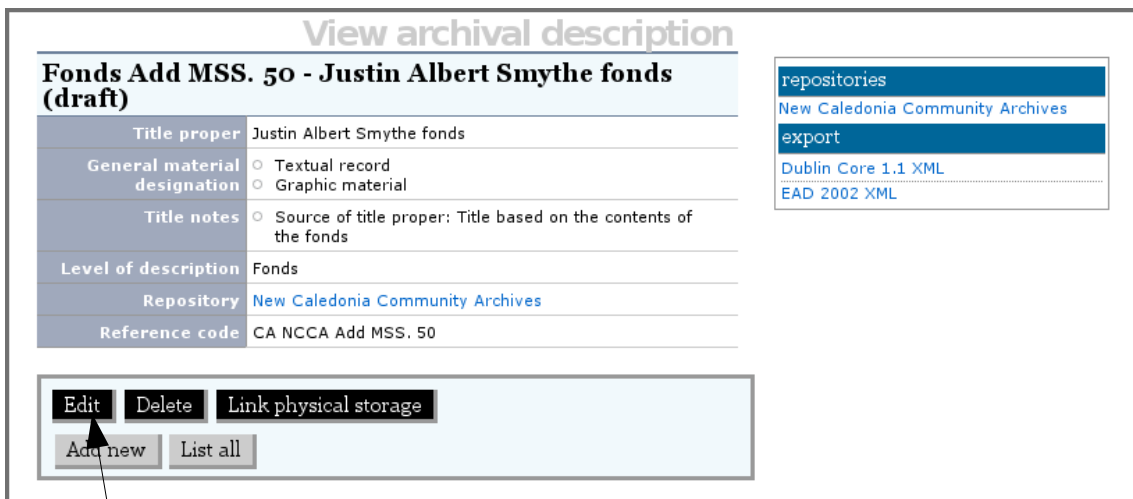 View archival description
Fonds Add MSS. 50 - Justin Albert Smythe fonds
(draft)
Title proper Justin Albert Smythe fonds
General material designation
Textual record
Graphic material
Title notes
Source of title proper: Title based on the contents of
the fonds
Level of description Fonds
Repository New Caledonia Community Archives
Reference code CA NCCA Add MSS. 50
Edit Delete Link physical storage
Add new List all
repositories
New Caledonia Community Archives
export
Dublin Core 1.1 XML
EAD 2002 XML